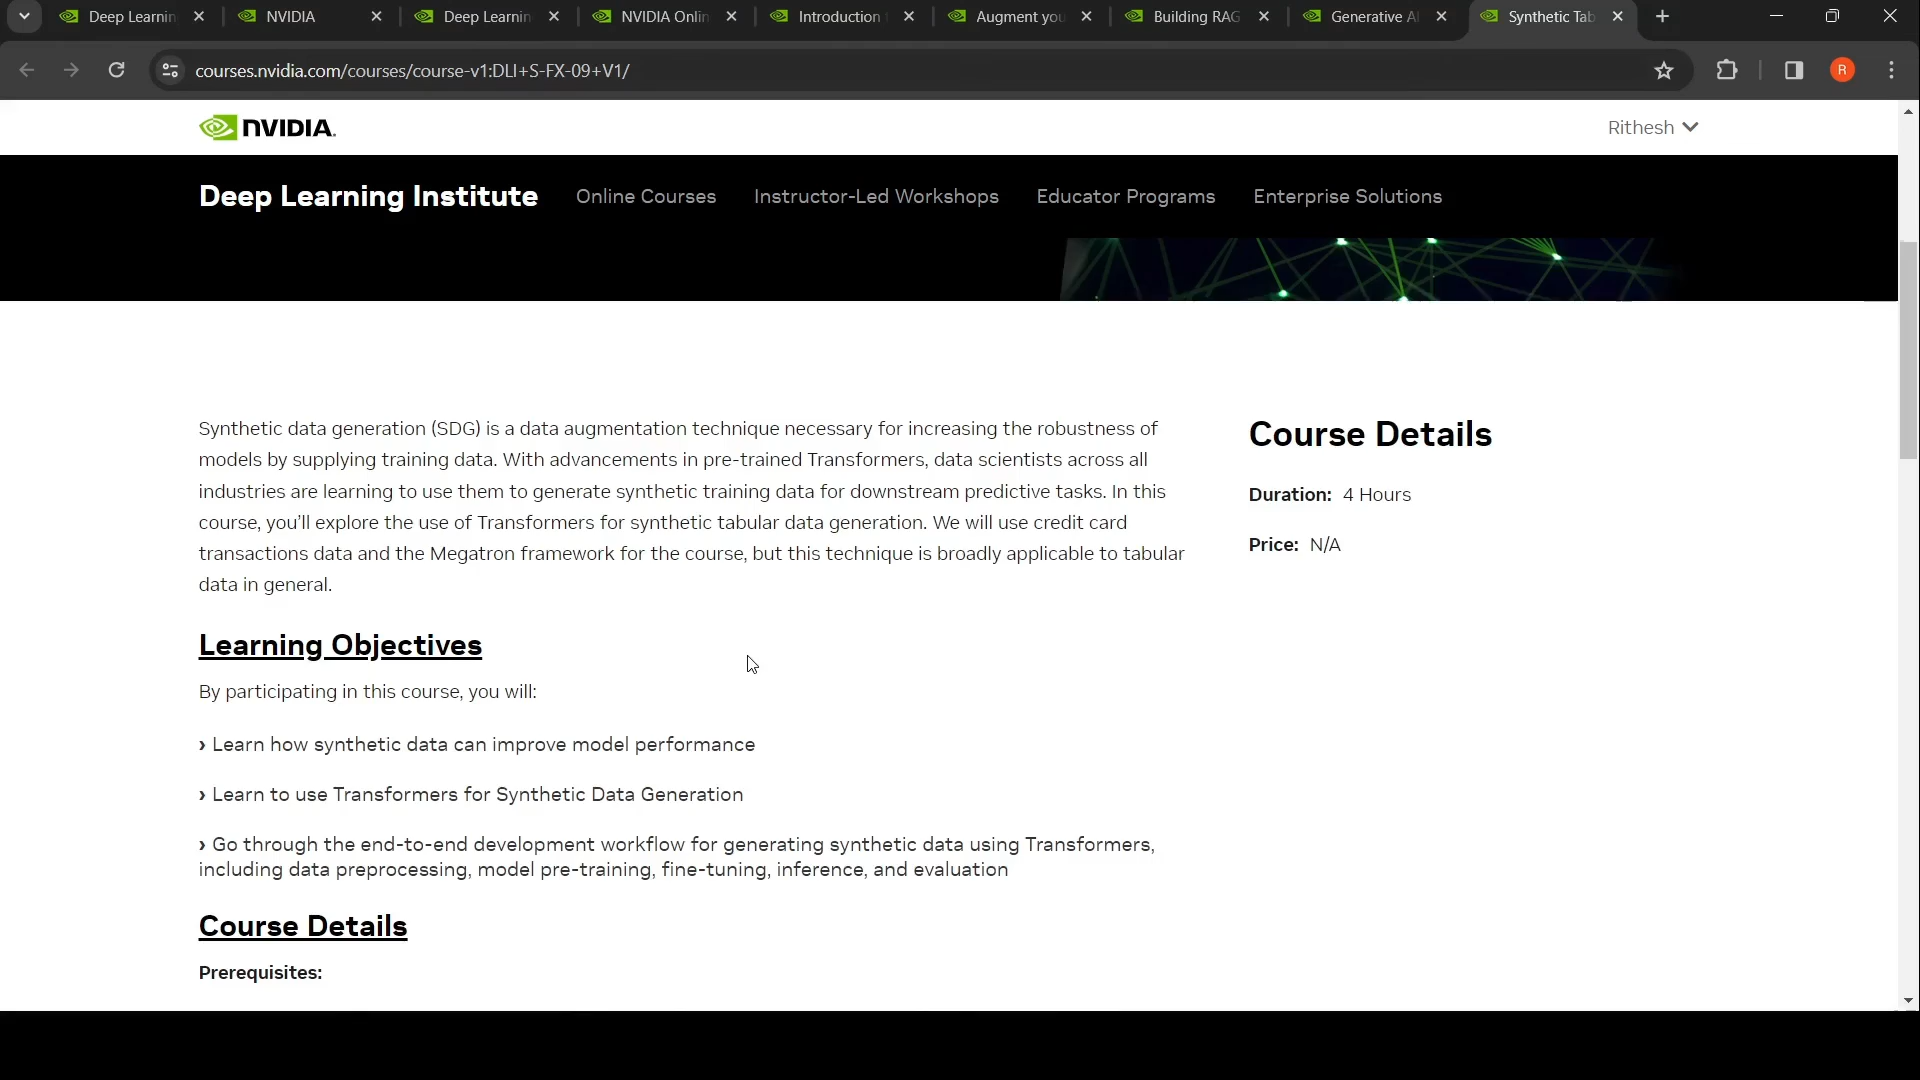 Deep Learnin
NVIDIA
Deep Learnin
NVIDIA Onlin
Introduction
Augment you
Building RAG
Generative AI
Synthetic Tab
courses.nvidia.com/courses/course-v1:DLI+S-FX-09+V1/
R
NVIDIA.
Rithesh
Deep Learning Institute
Online Courses
Instructor-Led Workshops
Educator Programs
Enterprise Solutions
Synthetic data generation (SDG) is a data augmentation technique necessary for increasing the robustness of
models by supplying training data. With advancements in pre-trained Transformers, data scientists across all
industries are learning to use them to generate synthetic training data for downstream predictive tasks. In this
course, you'll explore the use of Transformers for synthetic tabular data generation. We will use credit card
transactions data and the Megatron framework for the course, but this technique is broadly applicable to tabular
data in general.
Course Details
Duration: 4 Hours
Price: N/A
Learning Objectives
By participating in this course, you will:
› Learn how synthetic data can improve model performance
› Learn to use Transformers for Synthetic Data Generation
› Go through the end-to-end development workflow for generating synthetic data using Transformers,
including data preprocessing, model pre-training, fine-tuning, inference, and evaluation
Course Details
Prerequisites: